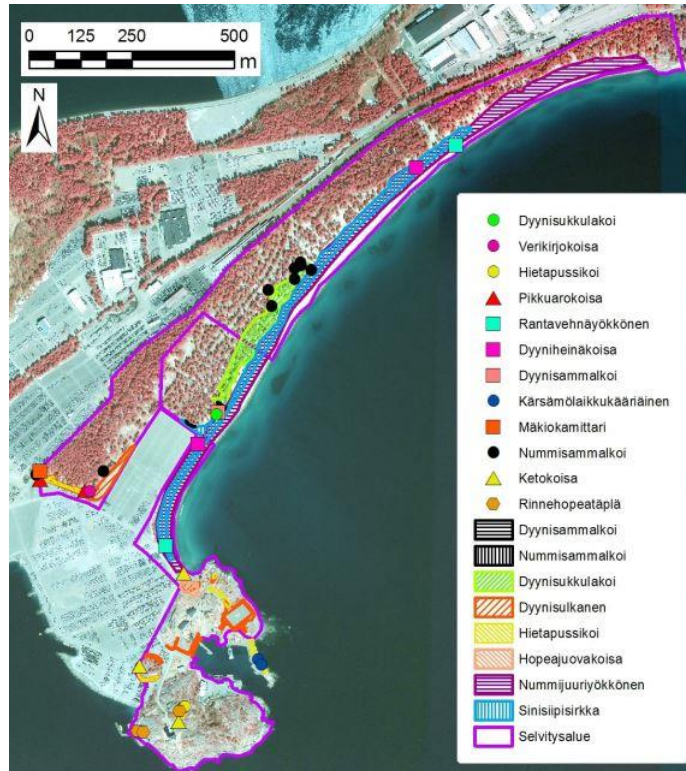 0 125 250 500
m
N
Dyynisukkulakoi
Verikirjokoisa
Hietapussikoi
Pikkuarokoisa
Rantavehnäyökkönen
Dyyniheinäkoisa
Dyynisammalkoi
Kärsämölaikkukääriäinen
Mäkiokamittari
Nummisammalkoi
Ketokoisa
Rinnehopeatäplä
Dyynisammalkoi
Nummisammalkoi
Dyynisukkulakoi
Dyynisulkanen
Hietapussikoi
Hopeajuovakoisa
Nummijuuriyökkönen
Sinisiipisirkka
Selvitysalue